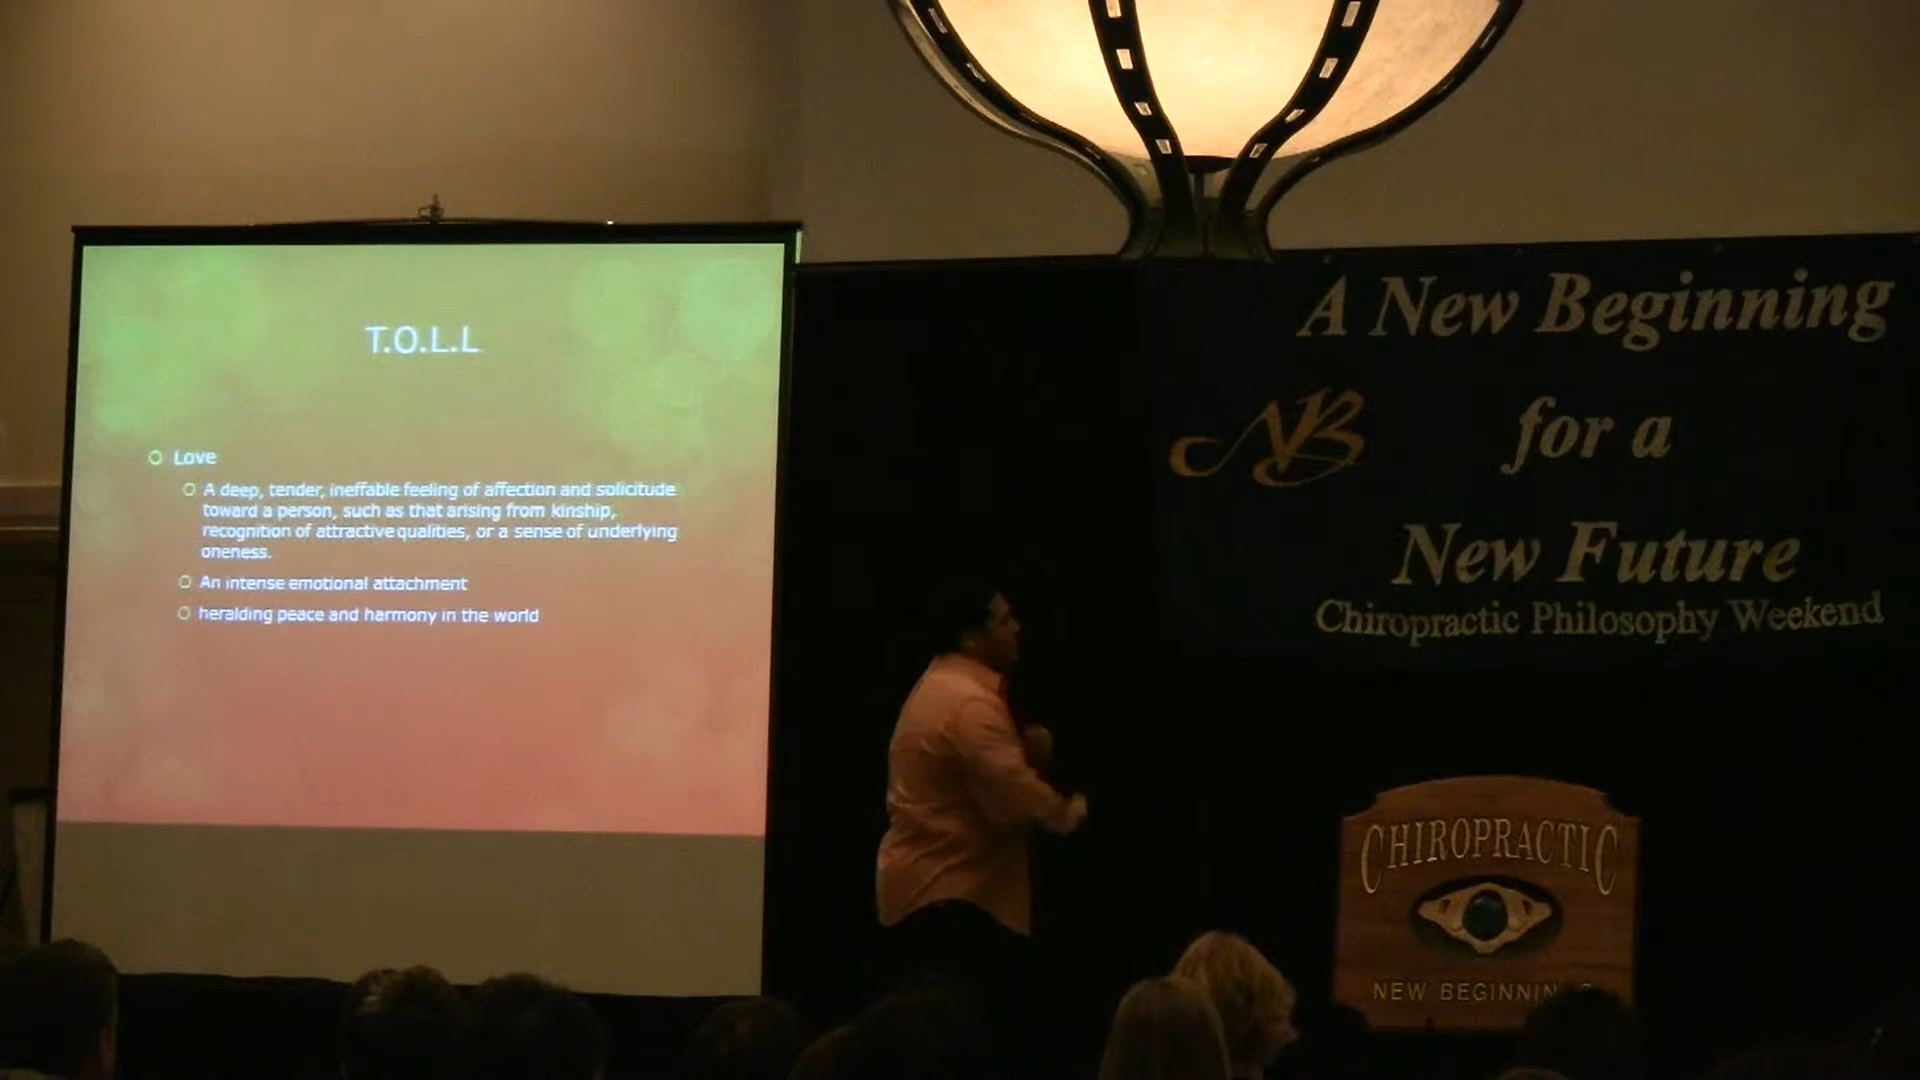 T.O.L.L
Love
A deep, tender, ineffable feeling of affection and solicitude
toward a person, such as that arising from kinship,
recognition of attractive qualities, or a sense of underlying
oneness.
An intense emotional attachment
heralding peace and harmony in the world
A New Beginning
NB
for a
New Future
Chiropractic Philosophy Weekend
CHIROPRACTIC
NEW